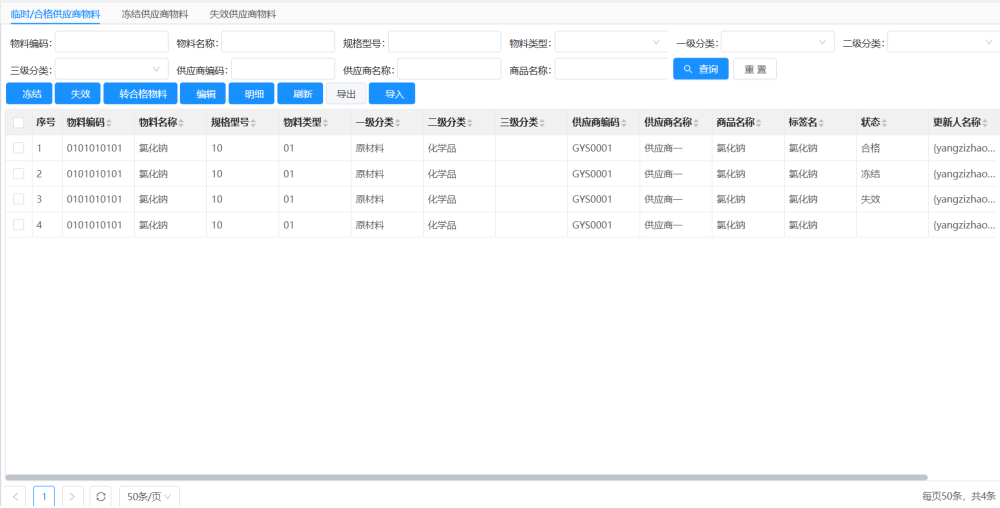 临时/合格供应商物料 冻结供应商物料 失效供应商物料
物料编码: 物料名称: 规格型号: 物料类型: 一级分类: 二级分类:
三级分类: 供应商编码: 供应商名称: 商品名称: 查询 重 置
冻结 失效 转合格物料 编辑 明细 刷新 导出 导入
序号 物料编码 物料名称 规格型号 物料类型 一级分类 二级分类 三级分类 供应商编码 供应商名称 商品名称 标签名 状态 更新人名称
1 0101010101 氯化钠 10 01 原材料 化学品 GYS0001 供应商一 氯化钠 氯化钠 合格 (yangzizhao...
2 0101010101 氯化钠 10 01 原材料 化学品 GYS0001 供应商一 氯化钠 氯化钠 冻结 (yangzizhao...
3 0101010101 氯化钠 10 01 原材料 化学品 GYS0001 供应商一 氯化钠 氯化钠 失效 (yangzizhao...
4 0101010101 氯化钠 10 01 原材料 化学品 GYS0001 供应商一 氯化钠 氯化钠 (yangzizhao...
1 50条/页 每页50条，共4条